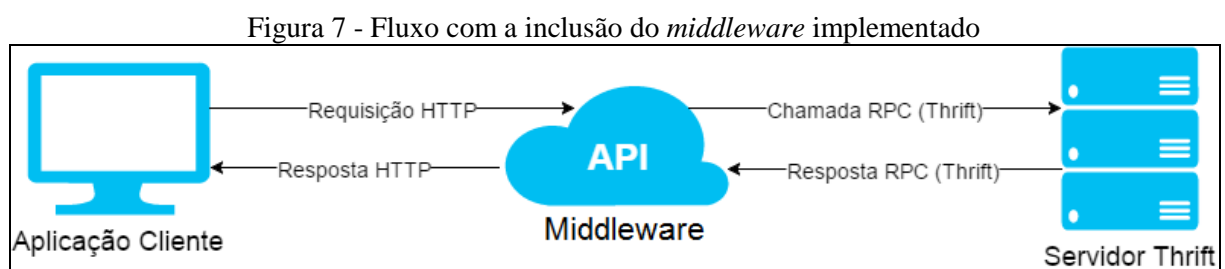 Figura 7 - Fluxo com a inclusão do middleware implementado
Requisição HTTP
Chamada RPC (Thrift)
API
Resposta HTTP
Resposta RPC (Thrift)
Middleware
Aplicação Cliente
Servidor Thrift